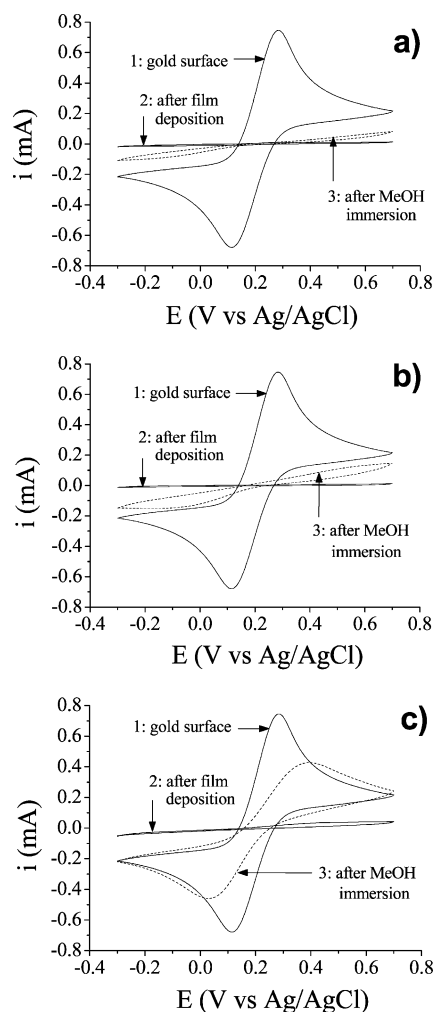 a)
0.8
0.6
0.4
0.2
0.0
-0.2
-0.4
-0.6
-0.8
i (mA)
1: gold surface
2: after film
deposition
3: after MeOH
immersion
-0.4 -0.2 0.0 0.2 0.4 0.6 0.8
E (V vs Ag/AgCl)
b)
0.8
0.6
0.4
0.2
0.0
-0.2
-0.4
-0.6
-0.8
i (mA)
1: gold surface
2: after film
deposition
3: after MeOH
immersion
-0.4 -0.2 0.0 0.2 0.4 0.6 0.8
E (V vs Ag/AgCl)
c)
0.8
0.6
0.4
0.2
0.0
-0.2
-0.4
-0.6
-0.8
i (mA)
1: gold surface
2: after film
deposition
3: after MeOH
immersion
-0.4 -0.2 0.0 0.2 0.4 0.6 0.8
E (V vs Ag/AgCl)